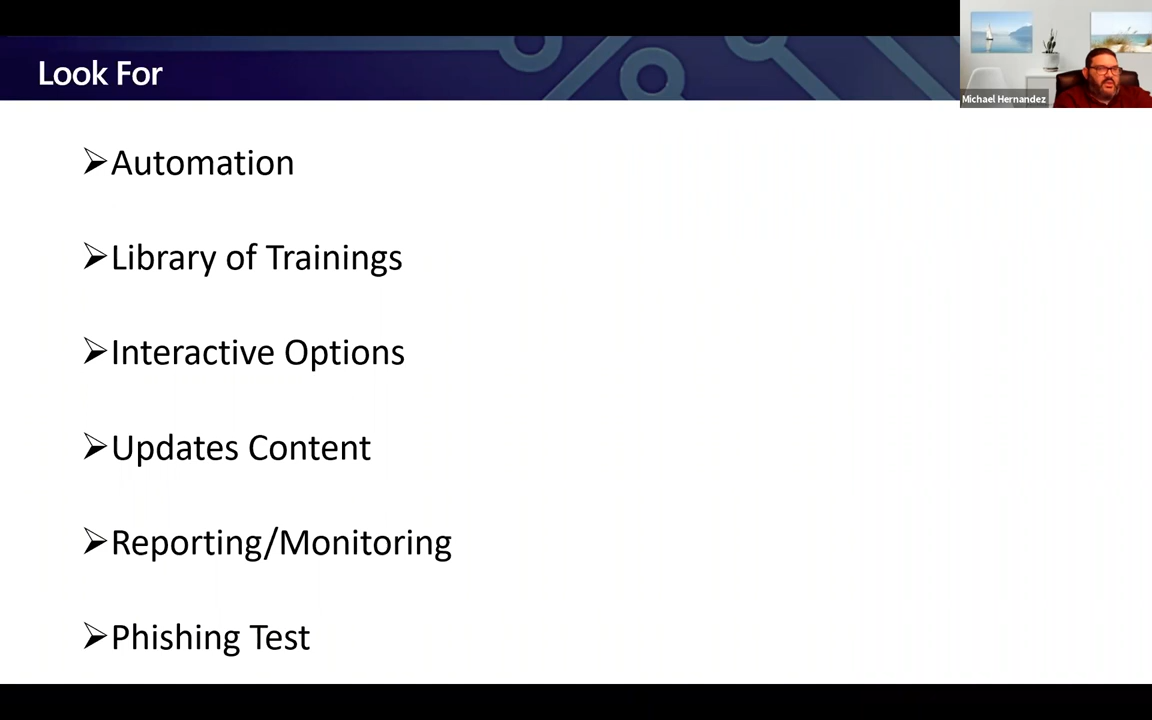 Look For
Michael Hernandez
➢Automation
➢Library of Trainings
➢Interactive Options
➢Updates Content
➢Reporting/Monitoring
➢Phishing Test